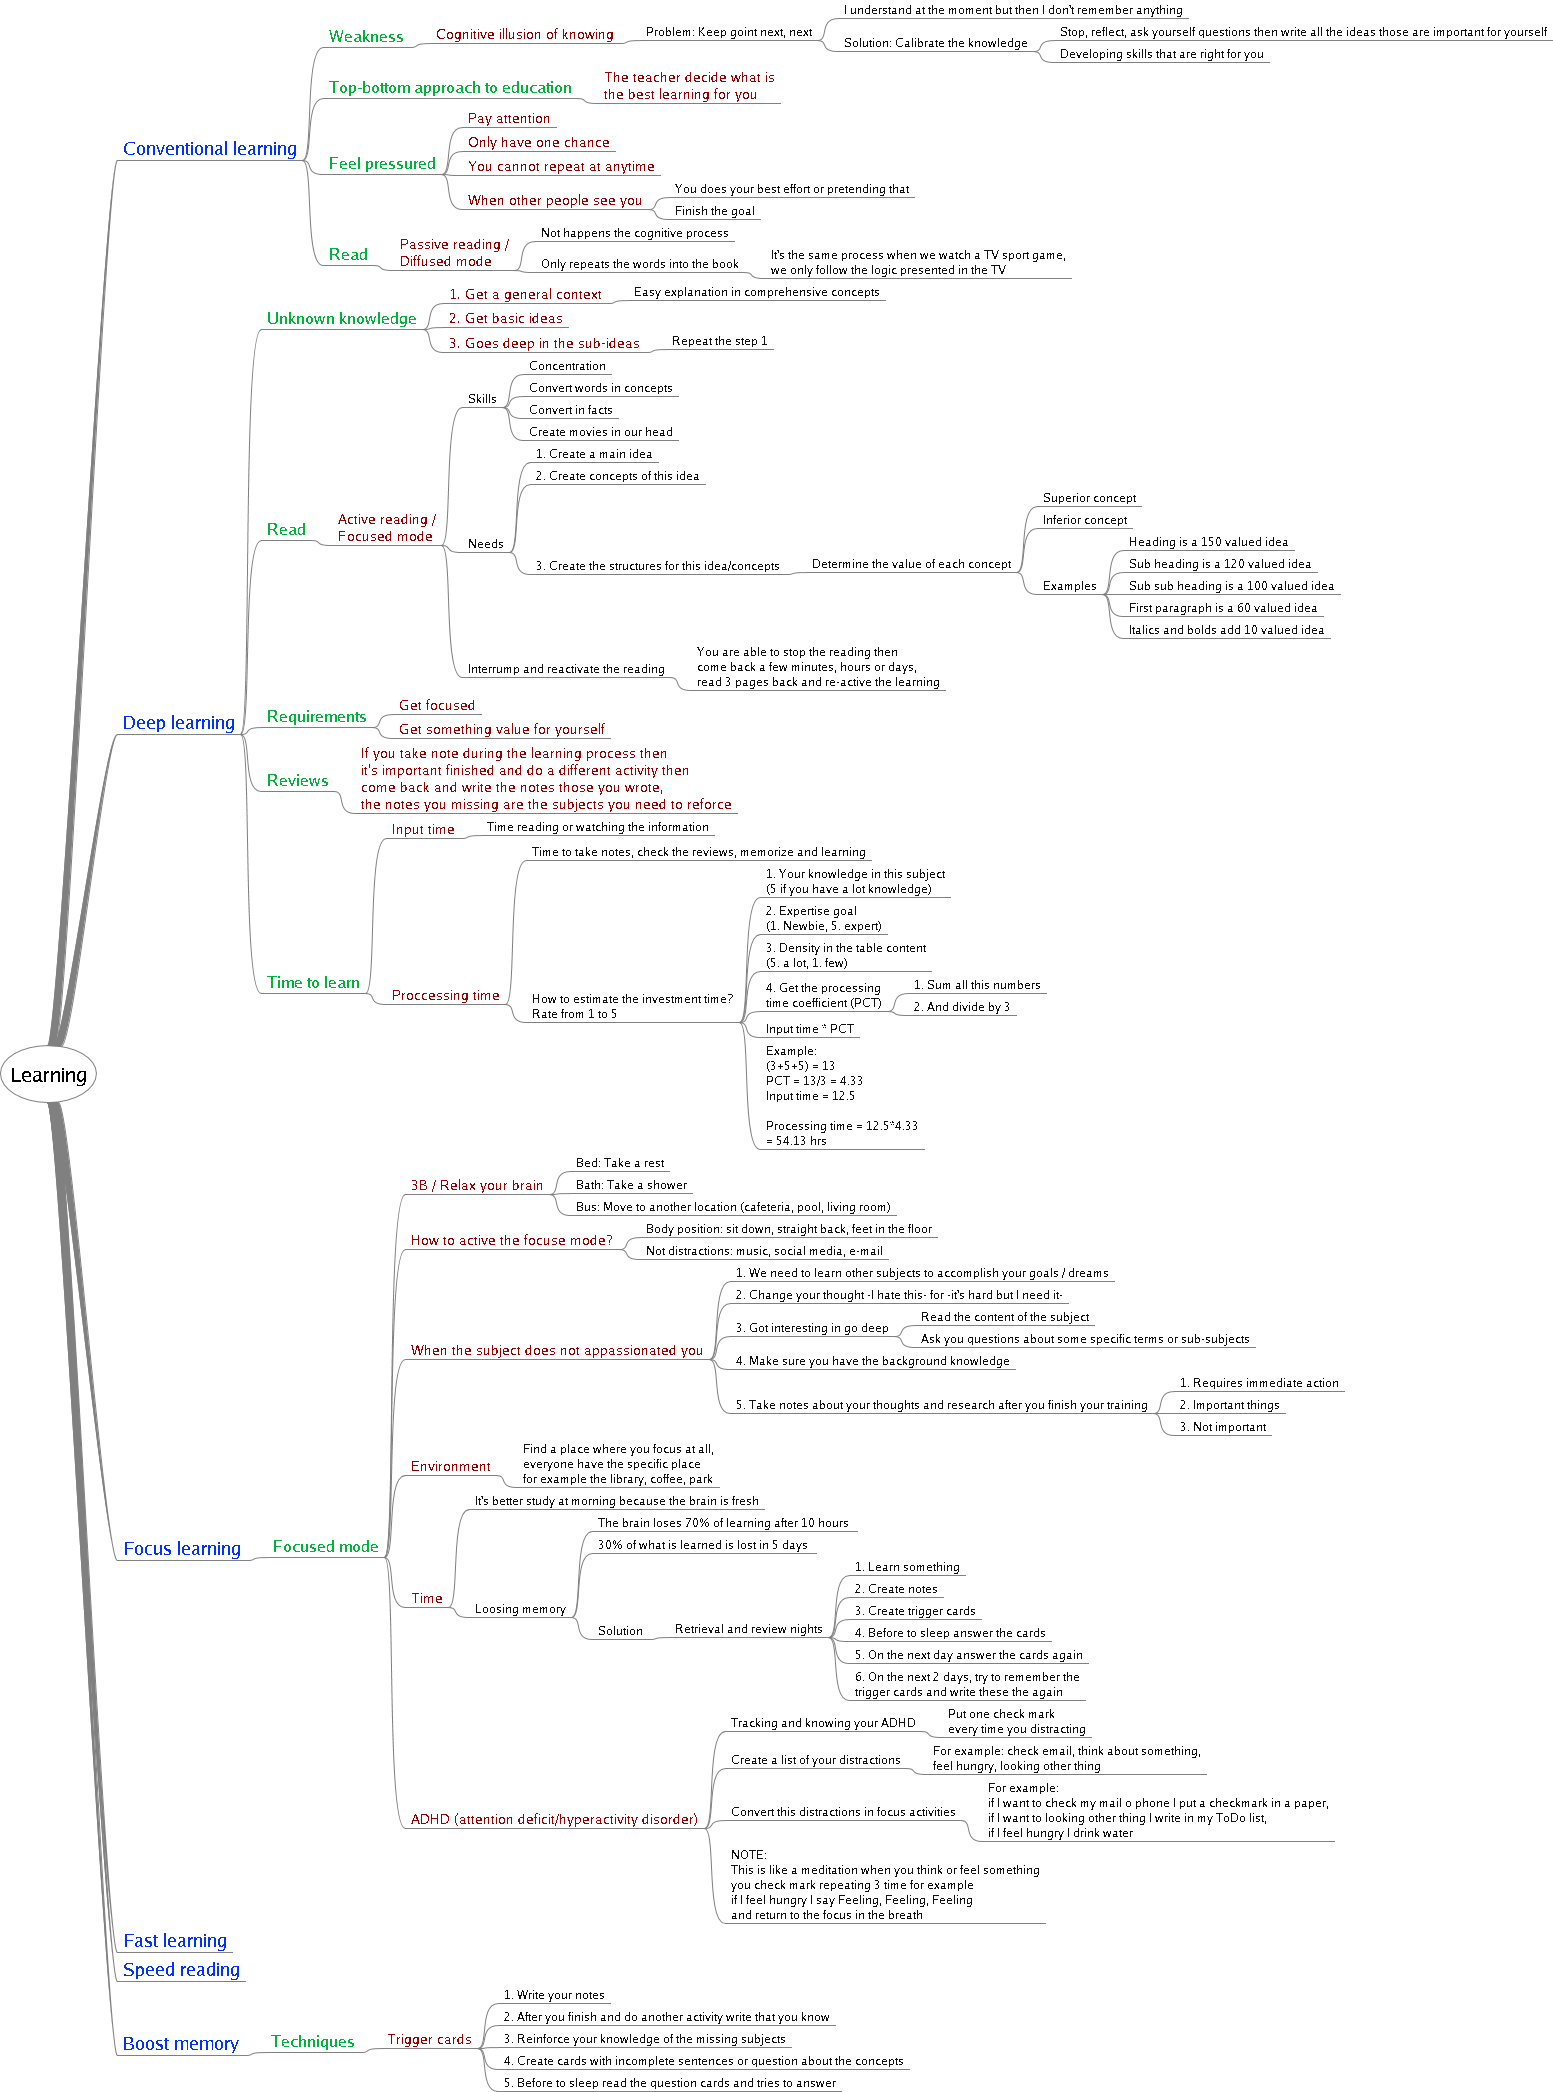 Learning
Conventional learning
Weakness
Cognitive illusion of knowing
Problem: Keep goint next, next
I understand at the moment but then I don't remember anything
Solution: Calibrate the knowledge
Stop, reflect, ask yourself questions then write all the ideas those are important for yourself
Developing skills that are right for you
Top-bottom approach to education
The teacher decide what is
the best learning for you
Feel pressured
Pay attention
Only have one chance
You cannot repeat at anytime
When other people see you
You does your best effort or pretending that
Finish the goal
Read
Passive reading /
Diffused mode
Not happens the cognitive process
Only repeats the words into the book
It's the same process when we watch a TV sport game,
we only follow the logic presented in the TV
Deep learning
Unknown knowledge
1. Get a general context
Easy explanation in comprehensive concepts
2. Get basic ideas
3. Goes deep in the sub-ideas
Repeat the step 1
Read
Active reading /
Focused mode
Skills
Concentration
Convert words in concepts
Convert in facts
Create movies in our head
Needs
1. Create a main idea
2. Create concepts of this idea
3. Create the structures for this idea/concepts
Determine the value of each concept
Superior concept
Inferior concept
Examples
Heading is a 150 valued idea
Sub heading is a 120 valued idea
Sub sub heading is a 100 valued idea
First paragraph is a 60 valued idea
Italics and bolds add 10 valued idea
Interrump and reactivate the reading
You are able to stop the reading then
come back a few minutes, hours or days,
read 3 pages back and re-active the learning
Requirements
Get focused
Get something value for yourself
Reviews
If you take note during the learning process then
it's important finished and do a different activity then
come back and write the notes those you wrote,
the notes you missing are the subjects you need to reforce
Time to learn
Input time
Time reading or watching the information
Proccessing time
Time to take notes, check the reviews, memorize and learning
How to estimate the investment time?
Rate from 1 to 5
1. Your knowledge in this subject
(5 if you have a lot knowledge)
2. Expertise goal
(1. Newbie, 5. expert)
3. Density in the table content
(5. a lot, 1. few)
4. Get the processing
time coefficient (PCT)
1. Sum all this numbers
2. And divide by 3
Input time * PCT
Example:
(3+5+5) = 13
PCT = 13/3 = 4.33
Input time = 12.5
Processing time = 12.5*4.33
= 54.13 hrs
Focus learning
Focused mode
3B / Relax your brain
Bed: Take a rest
Bath: Take a shower
Bus: Move to another location (cafeteria, pool, living room)
How to active the focuse mode?
Body position: sit down, straight back, feet in the floor
Not distractions: music, social media, e-mail
When the subject does not appassionated you
1. We need to learn other subjects to accomplish your goals / dreams
2. Change your thought -I hate this- for -it's hard but I need it-
3. Got interesting in go deep
Read the content of the subject
Ask you questions about some specific terms or sub-subjects
4. Make sure you have the background knowledge
5. Take notes about your thoughts and research after you finish your training
1. Requires immediate action
2. Important things
3. Not important
Environment
Find a place where you focus at all,
everyone have the specific place
for example the library, coffee, park
Time
It's better study at morning because the brain is fresh
Loosing memory
The brain loses 70% of learning after 10 hours
30% of what is learned is lost in 5 days
Solution
Retrieval and review nights
1. Learn something
2. Create notes
3. Create trigger cards
4. Before to sleep answer the cards
5. On the next day answer the cards again
6. On the next 2 days, try to remember the
trigger cards and write these the again
ADHD (attention deficit/hyperactivity disorder)
Tracking and knowing your ADHD
Put one check mark
every time you distracting
Create a list of your distractions
For example: check email, think about something,
feel hungry, looking other thing
Convert this distractions in focus activities
For example:
if I want to check my mail o phone I put a checkmark in a paper,
if I want to looking other thing I write in my ToDo list,
if I feel hungry I drink water
NOTE:
This is like a meditation when you think or feel something
you check mark repeating 3 time for example
if I feel hungry I say Feeling, Feeling, Feeling
and return to the focus in the breath
Fast learning
Speed reading
Boost memory
Techniques
Trigger cards
1. Write your notes
2. After you finish and do another activity write that you know
3. Reinforce your knowledge of the missing subjects
4. Create cards with incomplete sentences or question about the concepts
5. Before to sleep read the question cards and tries to answer